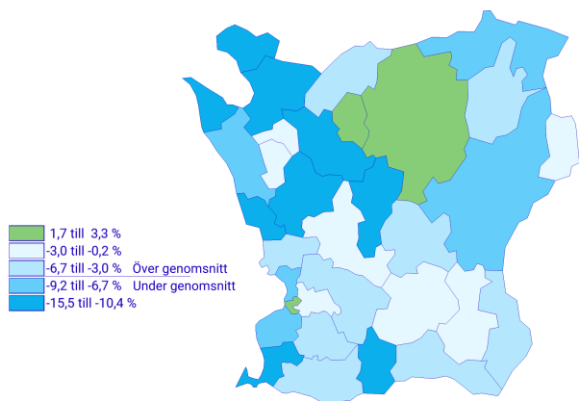 1,7 till 3,3 %
-3,0 till -0,2 %
-6,7 till -3,0 % Över genomsnitt
-9,2 till -6,7 % Under genomsnitt
-15,5 till -10,4 %